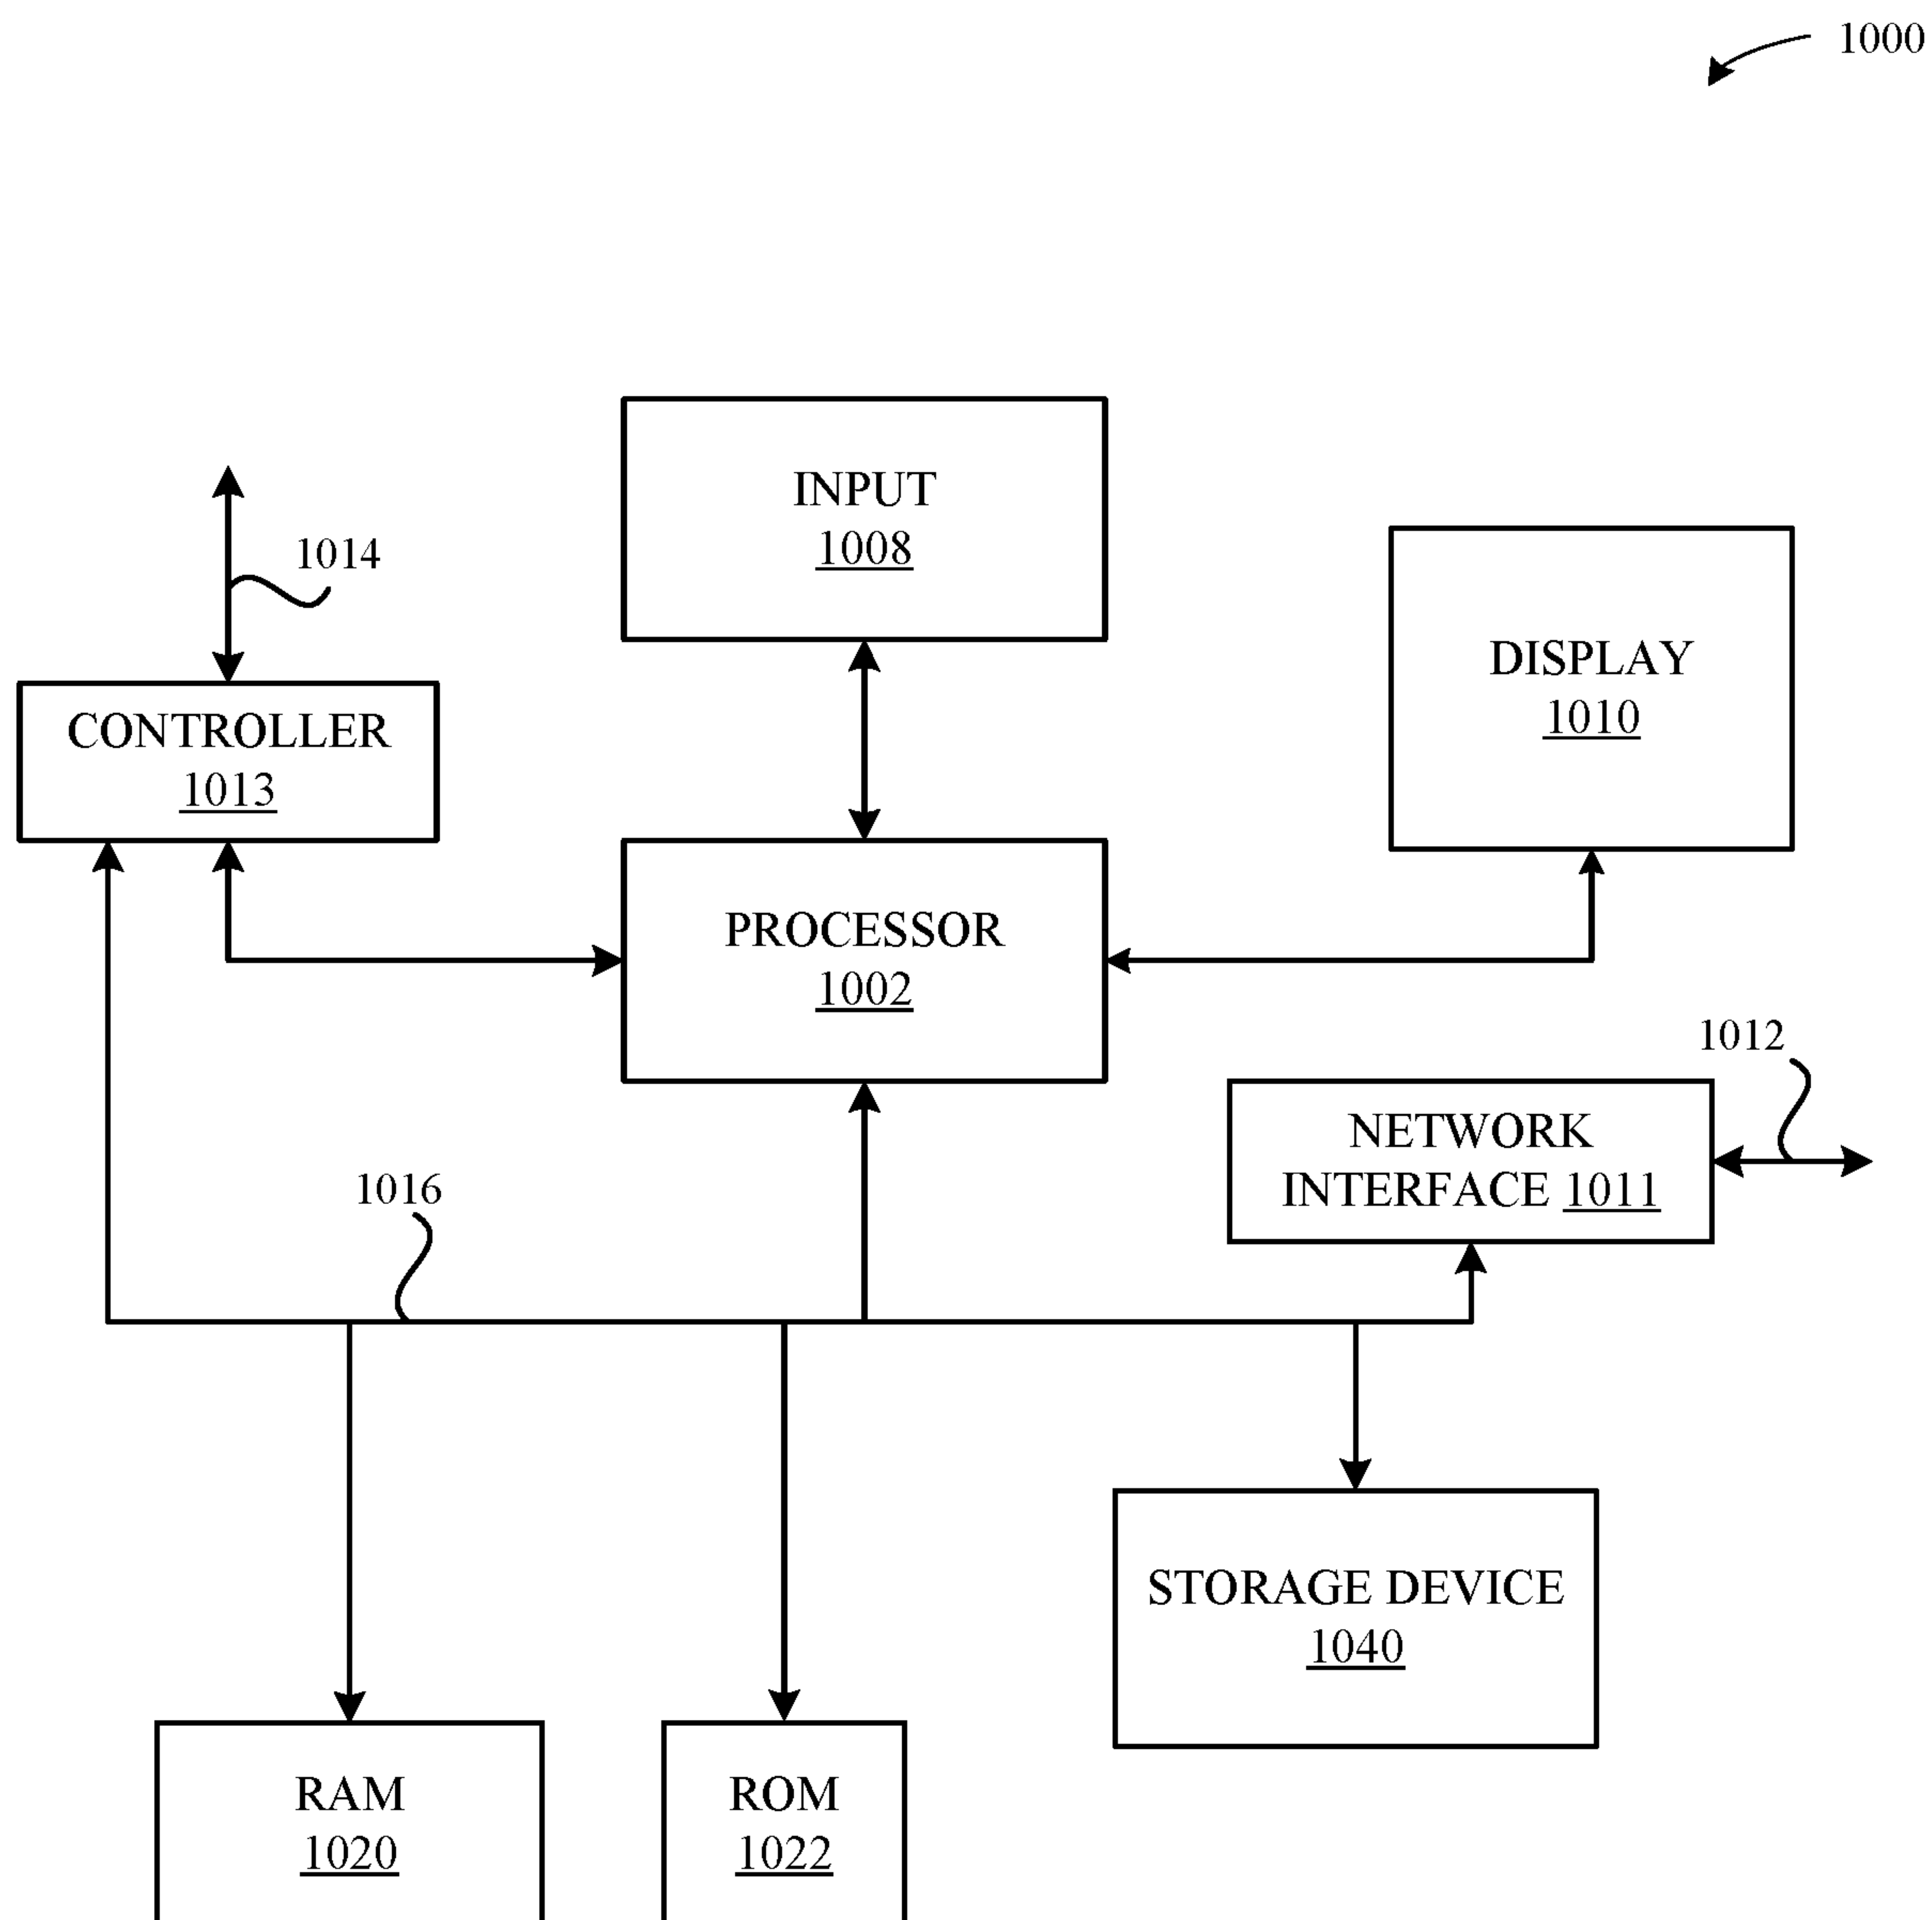 1000
INPUT
1008
1014
DISPLAY
1010
CONTROLLER
1013
PROCESSOR
1002
1012
NETWORK
INTERFACE 1011
1016
STORAGE DEVICE
1040
RAM
1020
ROM
1022